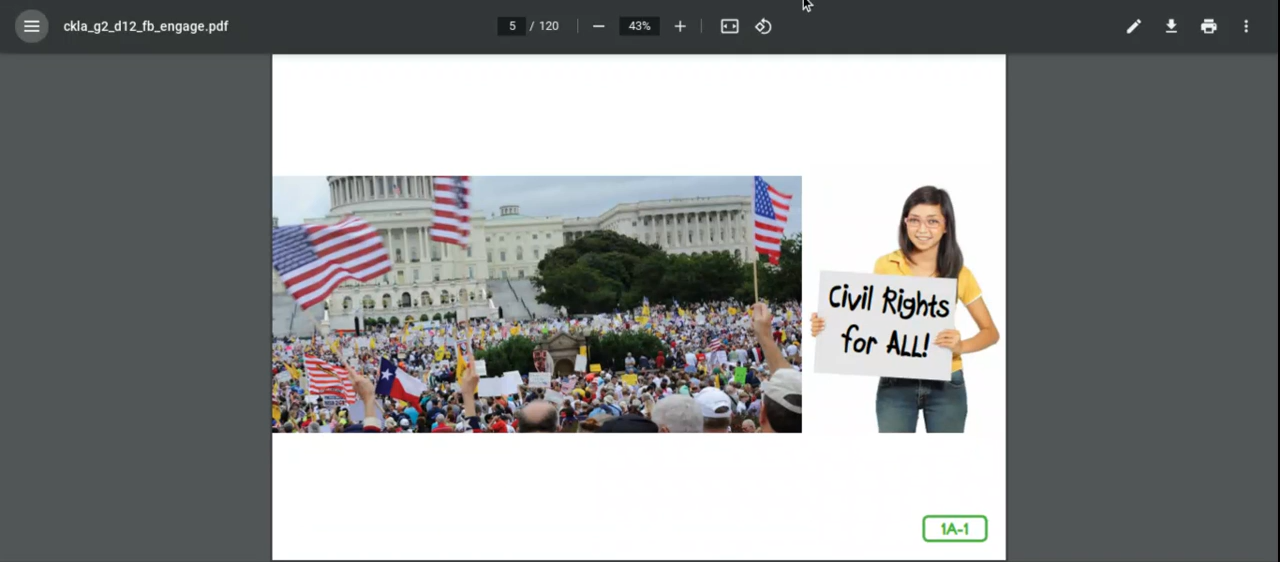 ckla_g2_d12_fb_engage.pdf
5 / 120
43%
Civil Rights
for ALL!
1A-1